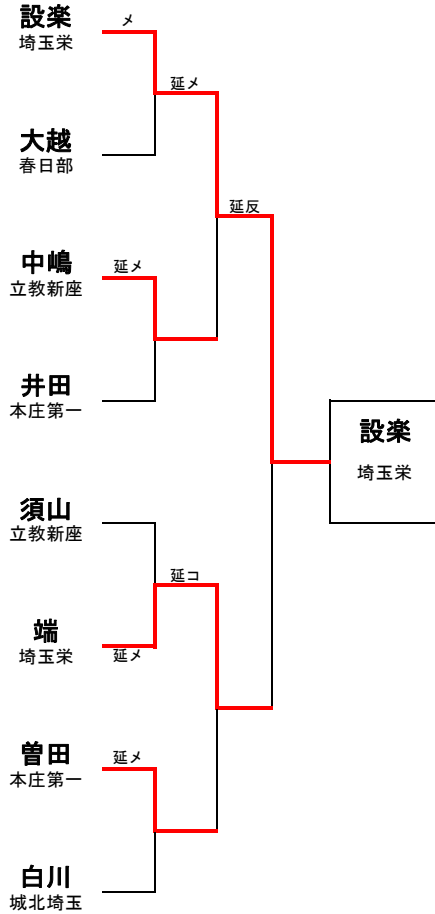 設楽
埼玉栄
メ
延メ
大越
春日部
延反
中嶋
立教新座
延メ
井田
本庄第一
設楽
埼玉栄
須山
立教新座
延コ
端
埼玉栄
延メ
曽田
本庄第一
延メ
白川
城北埼玉